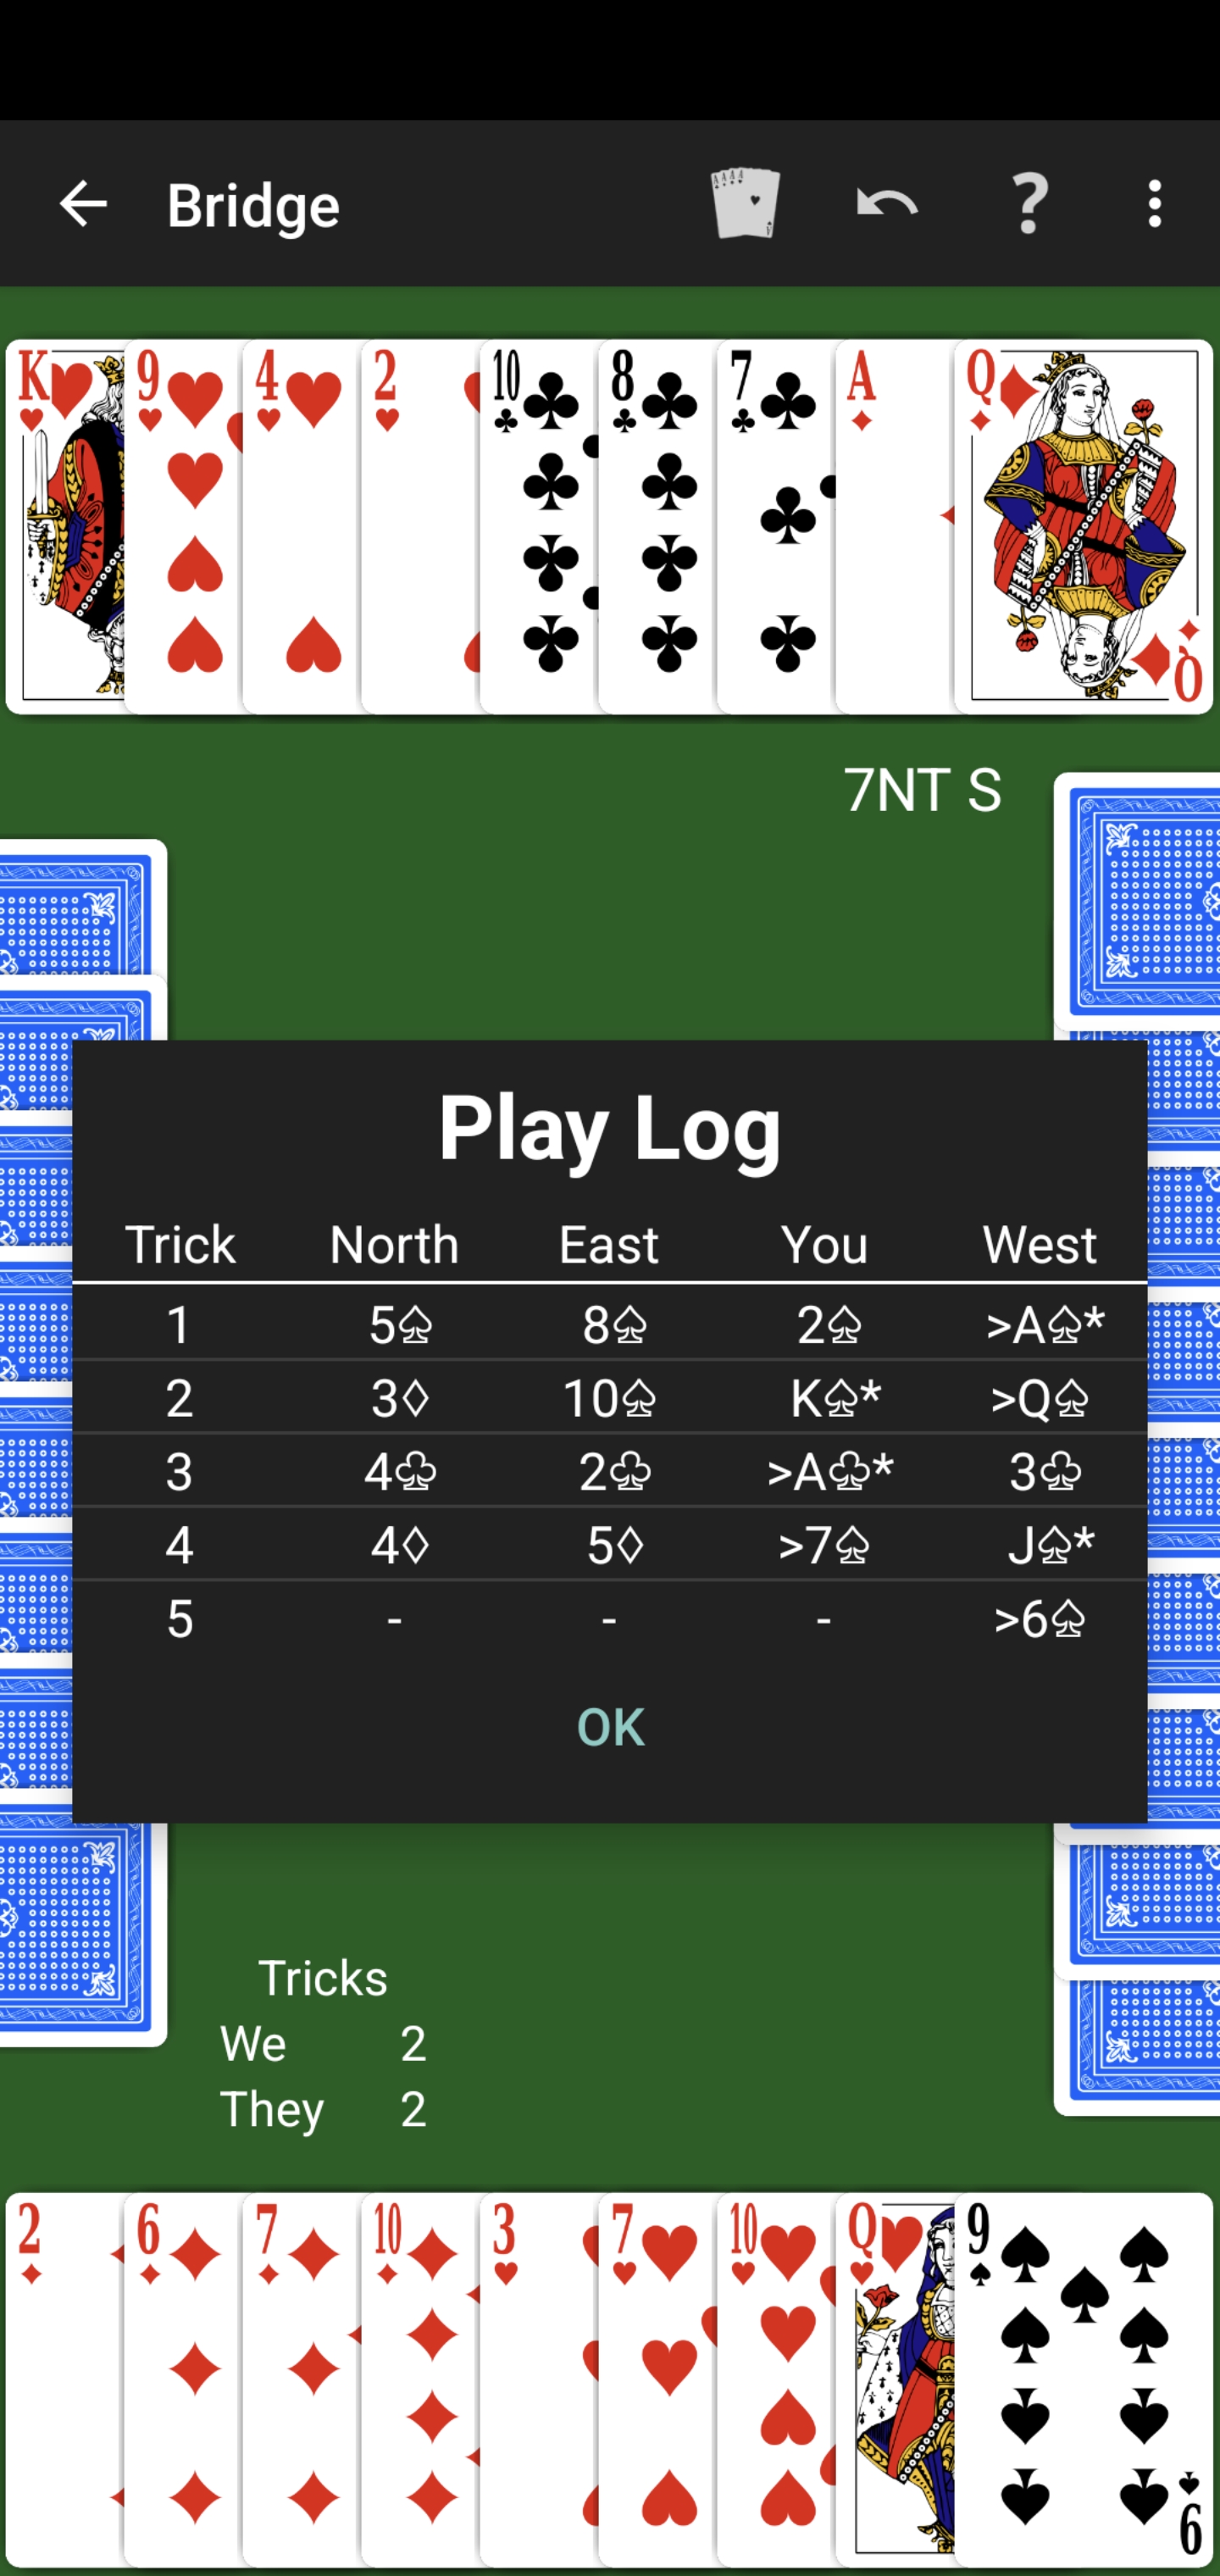 Bridge ?
K♥ 9♥ 4♥ 2♥ 10♣ 8♣ 7♣ A♦ Q♦
Q♦
7NT S
Play Log
Trick North East You West
1 5♤ 8♤ 2♤ >A♤*
2 3♢ 10♤ K♤* >Q♤
3 4♧ 2♧ >A♧* 3♧
4 4♢ 5♢ >7♤ J♤*
5 - - - >6♤
OK
Tricks
We 2
They 2
2♦ 6♦ 7♦ 10♦ 3♥ 7♥ 10♥ Q♥ 9♠
9♠